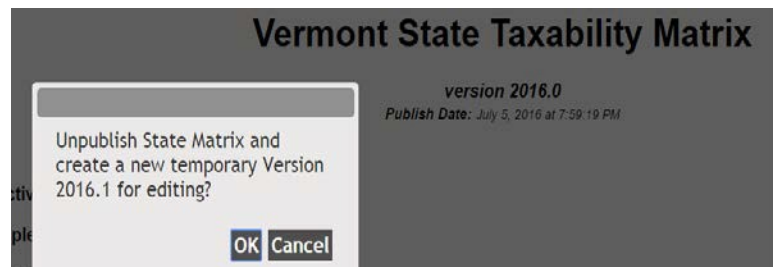 Vermont State Taxability Matrix
version 2016.0
Publish Date: July 5, 2016 at 7:59:19 PM
Unpublish State Matrix and
create a new temporary Version
2016.1 for editing?
OK Cancel